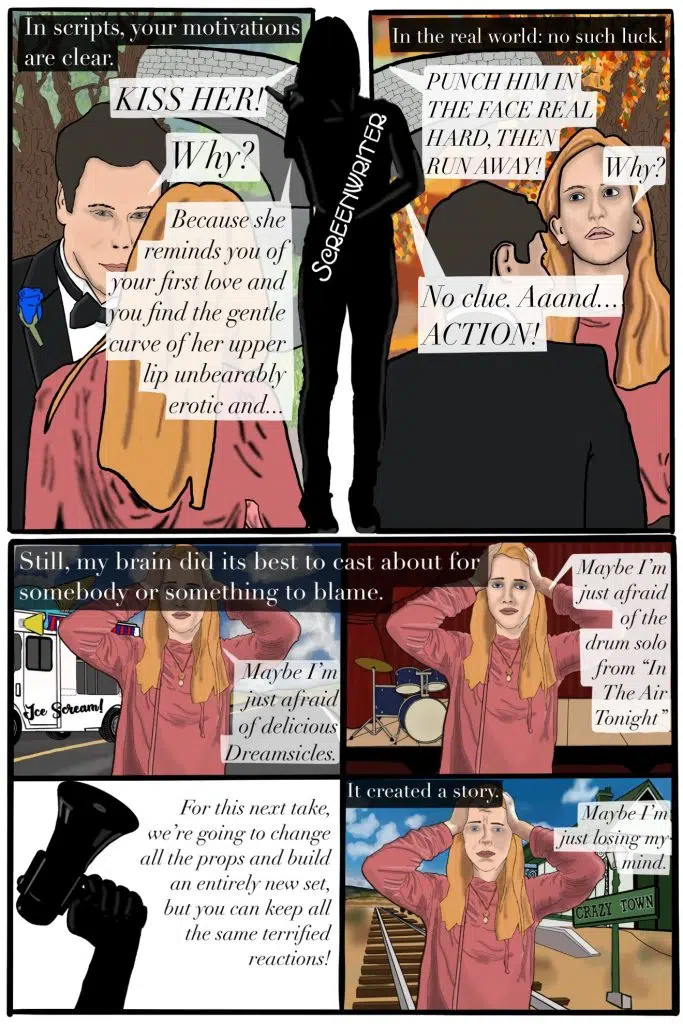 In scripts, your motivations
are clear.
KISS HER!
Why?
Because she
reminds you of
your first love and
you find the gentle
curve of her upper
lip unbearably
erotic and...
SCREENWRITER
In the real world: no such luck.
PUNCH HIM IN
THE FACE REAL
HARD, THEN
RUN AWAY!
Why?
No clue. Aaand....
ACTION!
Still, my brain did its best to cast about for
somebody or something to blame.
Ice Scream!
Maybe I'm
just afraid
of delicious
Dreamsicles.
Maybe I'm
just afraid
of the
drum solo
from “In
The Air
Tonight”
For this next take,
we're going to change
all the props and build
an entirely new set,
but you can keep all
the same terrified
reactions!
It created a story.
Maybe I'm
just losing my
mind.
CRAZY TOWN